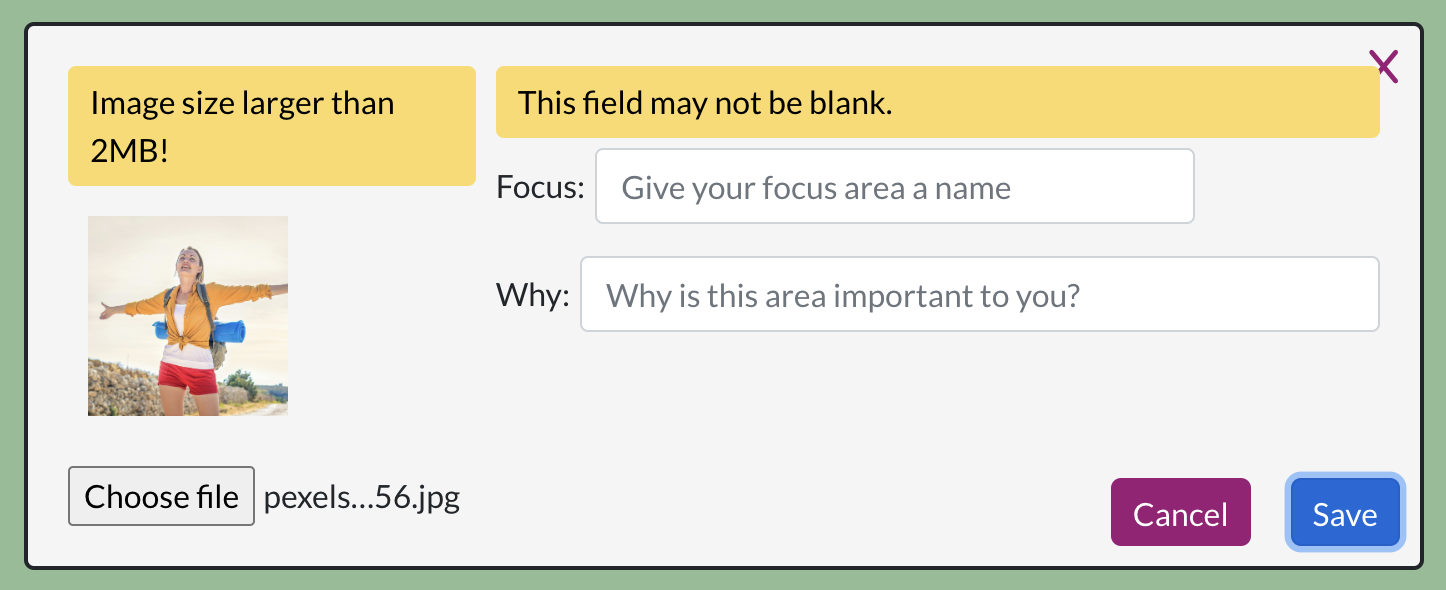 Image size larger than
2MB!
X
This field may not be blank.
Focus: Give your focus area a name
Why: Why is this area important to you?
Choose file pexels...56.jpg
Cancel
Save